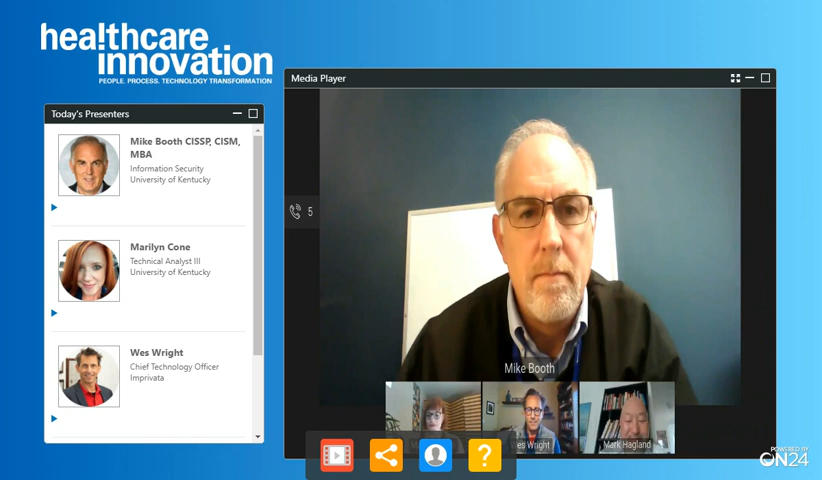 healthcare
innovation
PEOPLE. PROCESS. TECHNOLOGY TRANSFORMATION
Today's Presenters
Mike Booth CISSP, CISM,
MBA
Information Security
University of Kentucky
Marilyn Cone
Technical Analyst III
University of Kentucky
Wes Wright
Chief Technology Officer
Imprivata
Media Player
5
Mike Booth
Wes Wright
Mark Hagland
?
POWERED BY
ON24